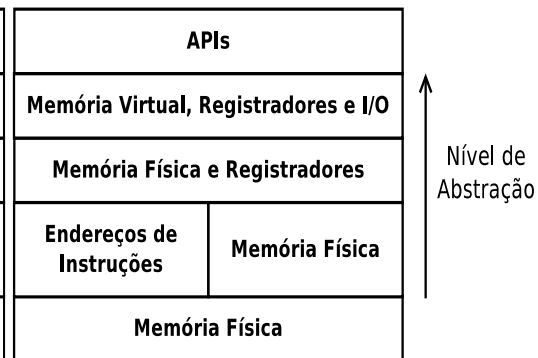 APIs
Memória Virtual, Registradores e I/O
Memória Física e Registradores
Endereços de
Instruções
Memória Física
Memória Física
Nível de
Abstração